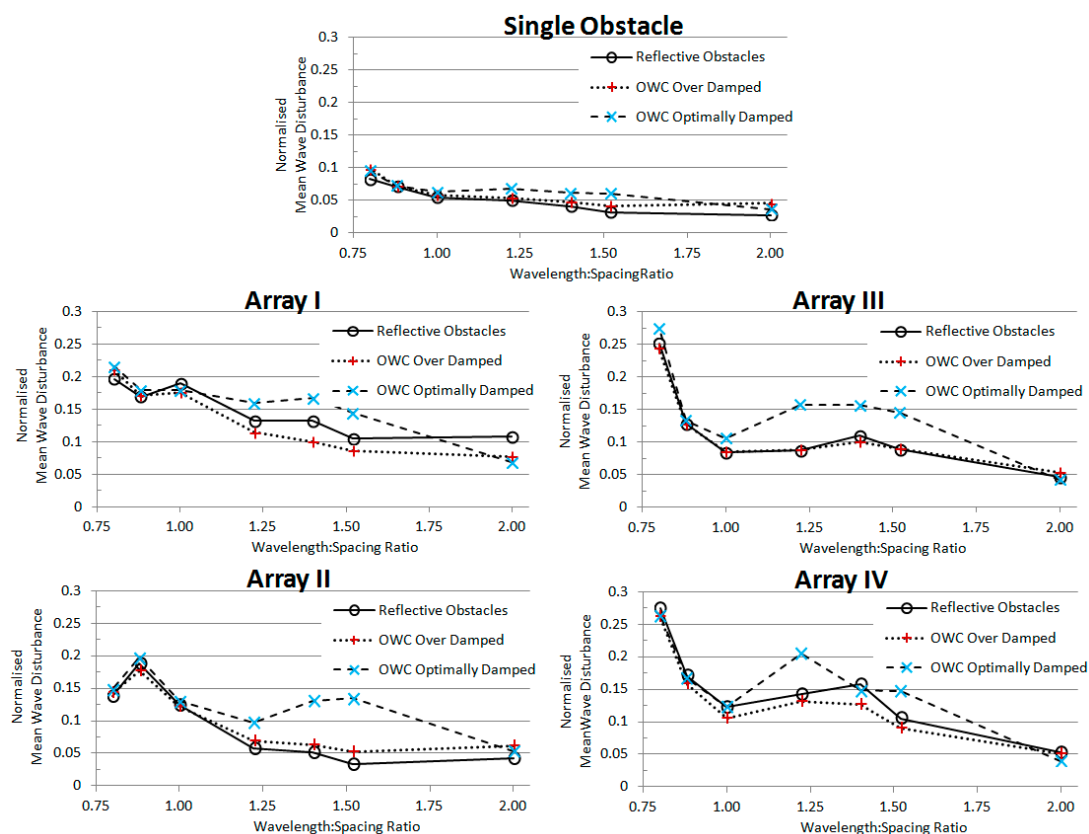 Single Obstacle
Normalised
Mean Wave Disturbance
0.3
0.25
0.2
0.15
0.1
0.05
0
Reflective Obstacles
OWC Over Damped
OWC Optimally Damped
0.75 1.00 1.25 1.50 1.75 2.00
Wavelength:Spacing Ratio
Array I
Normalised
Mean Wave Disturbance
0.3
0.25
0.2
0.15
0.1
0.05
0
Reflective Obstacles
OWC Over Damped
OWC Optimally Damped
0.75 1.00 1.25 1.50 1.75 2.00
Wavelength:Spacing Ratio
Array III
Normalised
Mean Wave Disturbance
0.3
0.25
0.2
0.15
0.1
0.05
0
Reflective Obstacles
OWC Over Damped
OWC Optimally Damped
0.75 1.00 1.25 1.50 1.75 2.00
Wavelength:Spacing Ratio
Array II
Normalised
Mean Wave Disturbance
0.3
0.25
0.2
0.15
0.1
0.05
0
Reflective Obstacles
OWC Over Damped
OWC Optimally Damped
0.75 1.00 1.25 1.50 1.75 2.00
Wavelength:Spacing Ratio
Array IV
Normalised
MeanWave Disturbance
0.3
0.25
0.2
0.15
0.1
0.05
0
Reflective Obstacles
OWC Over Damped
OWC Optimally Damped
0.75 1.00 1.25 1.50 1.75 2.00
Wavelength:Spacing Ratio